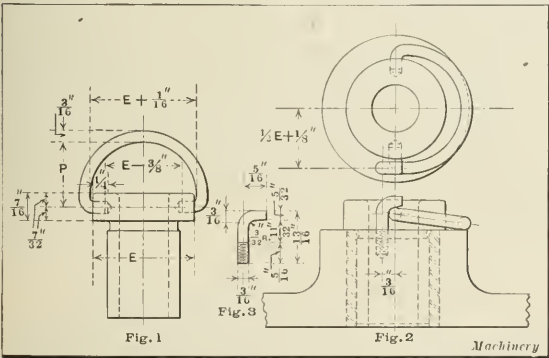 E + 1/16"
3/16"
P
1/4"
E — 3/8"
7/16"
7/32"
E
Fig. 1
5/16"
5/32"
3/16"
3/32"
11/32"
13/16"
5/16"
3/16"
Fig. 3
1/2 E + 1/8"
3/16"
Fig. 2
Machinery